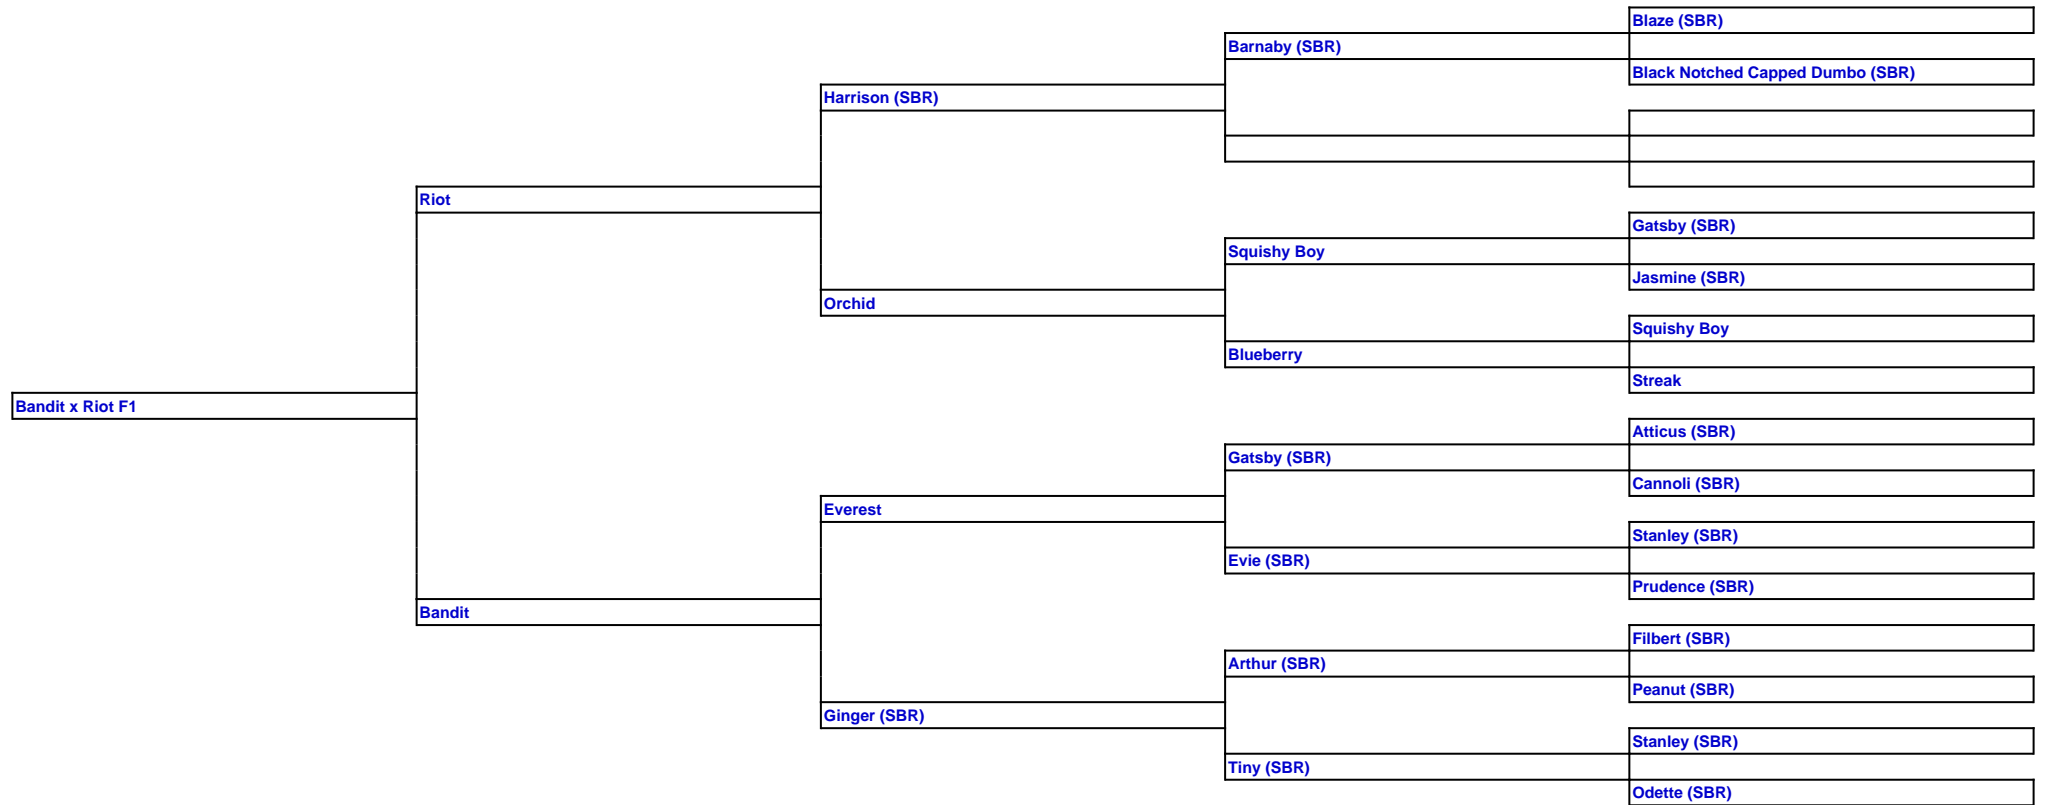 Blaze (SBR)
Barnaby (SBR)
Black Notched Capped Dumbo (SBR)
Harrison (SBR)
Riot
Gatsby (SBR)
Squishy Boy
Jasmine (SBR)
Orchid
Squishy Boy
Blueberry
Streak
Bandit x Riot F1
Atticus (SBR)
Gatsby (SBR)
Cannoli (SBR)
Everest
Stanley (SBR)
Evie (SBR)
Prudence (SBR)
Bandit
Filbert (SBR)
Arthur (SBR)
Peanut (SBR)
Ginger (SBR)
Stanley (SBR)
Tiny (SBR)
Odette (SBR)